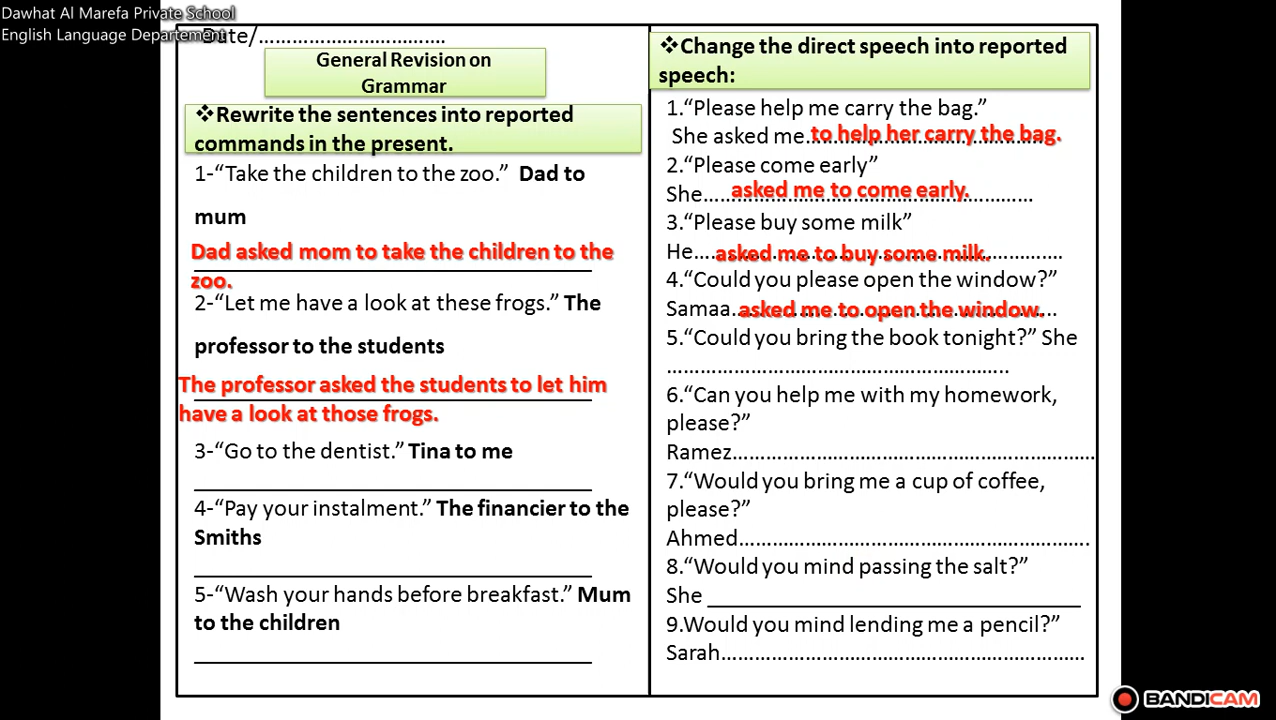 Dawhat Al Marefa Private School
English Language Departement
Date/……………………………
General Revision on
Grammar
❖Rewrite the sentences into reported
commands in the present.
1-“Take the children to the zoo.” Dad to
mum
Dad asked mom to take the children to the
zoo.
2-“Let me have a look at these frogs.” The
professor to the students
The professor asked the students to let him
have a look at those frogs.
3-“Go to the dentist.” Tina to me
4-“Pay your instalment.” The financier to the
Smiths
5-“Wash your hands before breakfast.” Mum
to the children
❖Change the direct speech into reported
speech:
1.“Please help me carry the bag.”
She asked me to help her carry the bag.
2.“Please come early”
She… asked me to come early.………
3.“Please buy some milk”
He… asked me to buy some milk.………
4.“Could you please open the window?”
Samaa.. asked me to open the window...
5.“Could you bring the book tonight?” She
……………………………………………………..
6.“Can you help me with my homework,
please?”
Ramez……………………………………………………
7.“Would you bring me a cup of coffee,
please?”
Ahmed…………………………………………………..
8.“Would you mind passing the salt?”
She ______________________________
9.Would you mind lending me a pencil?”
Sarah……………………………………………………
BANDICAM